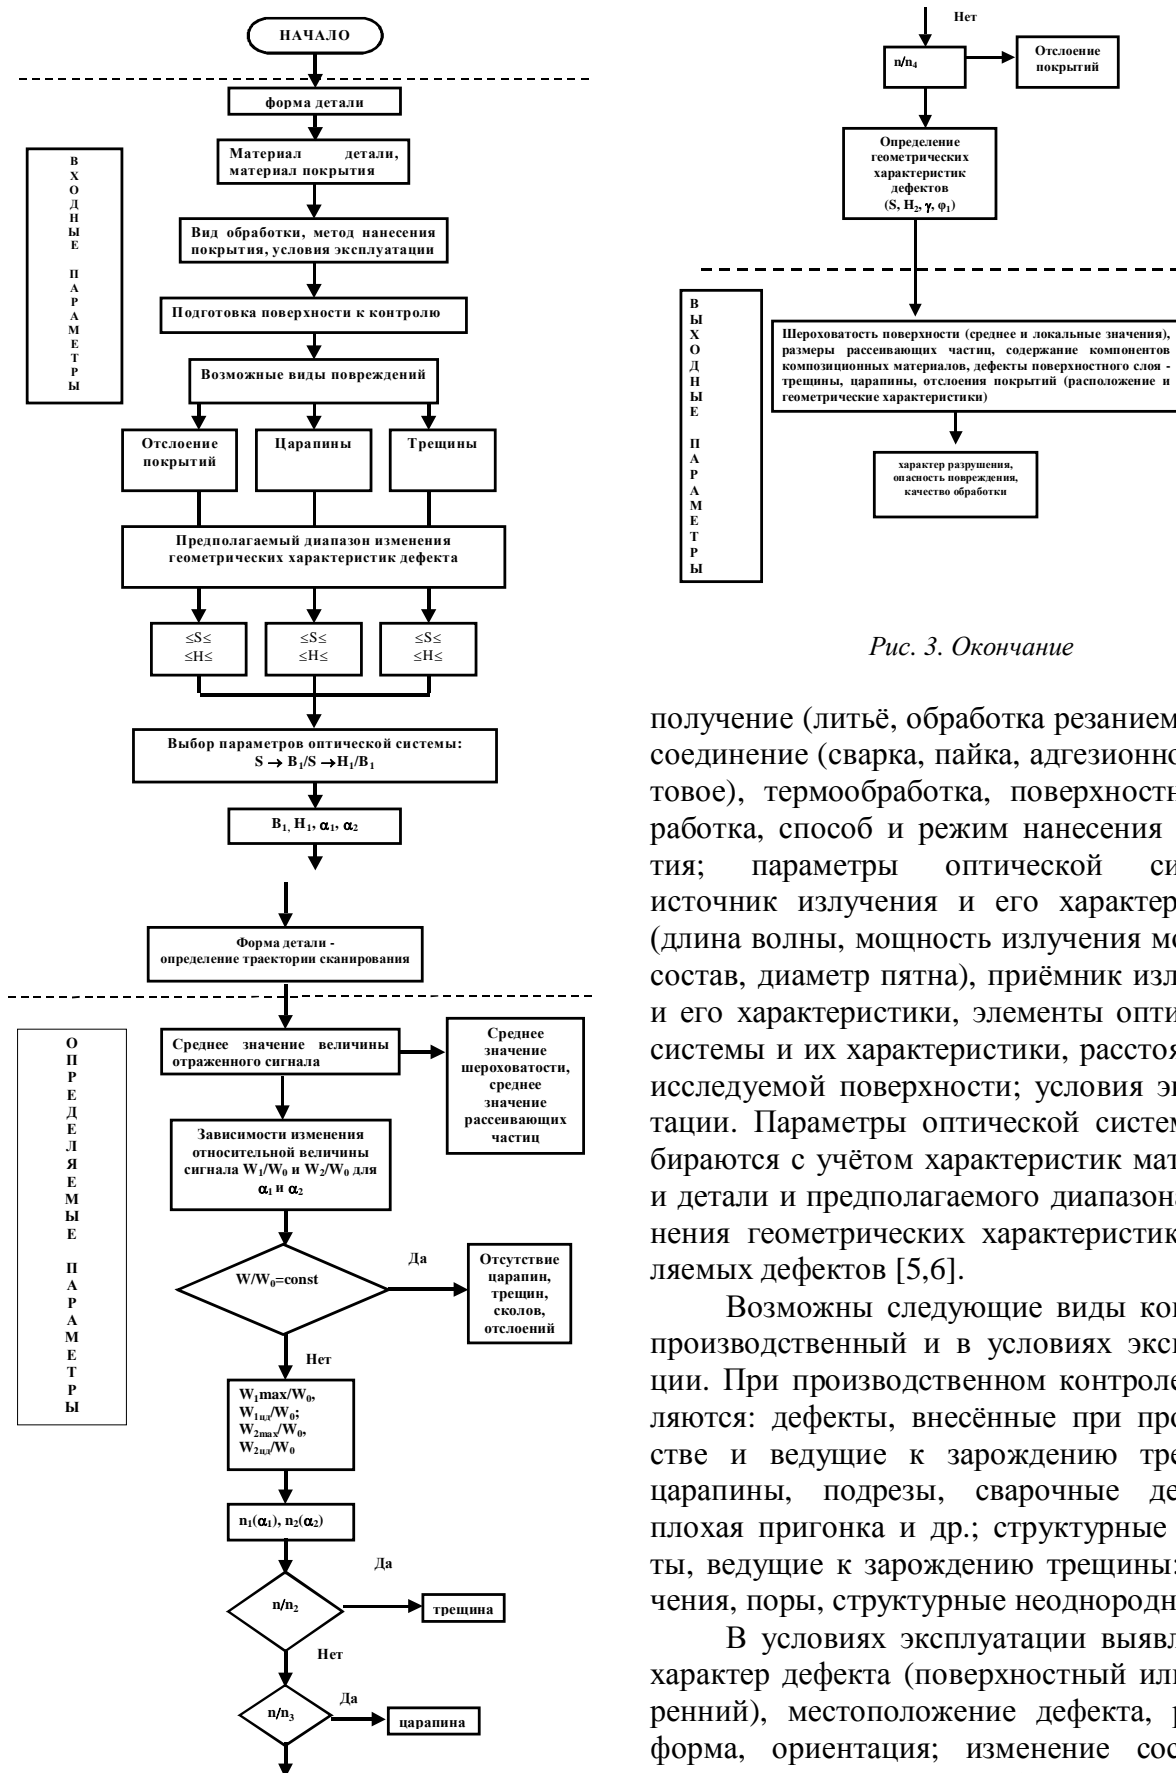 НАЧАЛО
форма детали
Материал детали,
материал покрытия
Вид обработки, метод нанесения
покрытия, условия эксплуатации
Подготовка поверхности к контролю
Возможные виды повреждений
Отслоение
покрытий
Царапины
Трещины
Предполагаемый диапазон изменения
геометрических характеристик дефекта
≤S≤
≤H≤
≤S≤
≤H≤
≤S≤
≤H≤
Выбор параметров оптической системы:
S → B₁/S →H₁/B₁
B₁, H₁, α₁, α₂
ВХОДНЫЕ ПАРАМЕТРЫ
Форма детали -
определение траектории сканирования
ОПРЕДЕЛЯЕМЫЕ ПАРАМЕТРЫ
Среднее значение величины
отраженного сигнала
Среднее
значение
шероховатости,
среднее
значение
рассеивающих
частиц
Зависимости изменения
относительной величины
сигнала W₁/W₀ и W₂/W₀ для
α₁ и α₂
W/W₀=const
Да
Отсутствие
царапин,
трещин,
сколов,
отслоений
Нет
W₁max/W₀,
W₁цд/W₀;
W₂max/W₀,
W₂цд/W₀
n₁(α₁), n₂(α₂)
Да
n/n₂
трещина
Нет
n/n₃
Да
царапина
Нет
n/n₄
Отслоение
покрытий
Определение
геометрических
характеристик
дефектов
(S, H₂, γ, φ₁)
ВЫХОДНЫЕ ПАРАМЕТРЫ
Шероховатость поверхности (среднее и локальные значения),
размеры рассеивающих частиц, содержание компонентов
композиционных материалов, дефекты поверхностного слоя -
трещины, царапины, отслоения покрытий (расположение и
геометрические характеристики)
характер разрушения,
опасность повреждения,
качество обработки
Рис. 3. Окончание
получение (литьё, обработка резанием
соединение (сварка, пайка, адгезионно
товое), термообработка, поверхностн
работка, способ и режим нанесения
тия; параметры оптической си
источник излучения и его характер
(длина волны, мощность излучения мо
состав, диаметр пятна), приёмник изл
и его характеристики, элементы опти
системы и их характеристики, расстоя
исследуемой поверхности; условия э
тации. Параметры оптической систем
бираются с учётом характеристик мат
и детали и предполагаемого диапазона
нения геометрических характеристик
ляемых дефектов [5,6].
Возможны следующие виды кон
производственный и в условиях экс
ции. При производственном контроле
ляются: дефекты, внесённые при про
стве и ведущие к зарождению тре
царапины, подрезы, сварочные де
плохая пригонка и др.; структурные
ты, ведущие к зарождению трещины:
чения, поры, структурные неоднородн
В условиях эксплуатации выявл
характер дефекта (поверхностный ил
ренний), местоположение дефекта, р
форма, ориентация; изменение сос